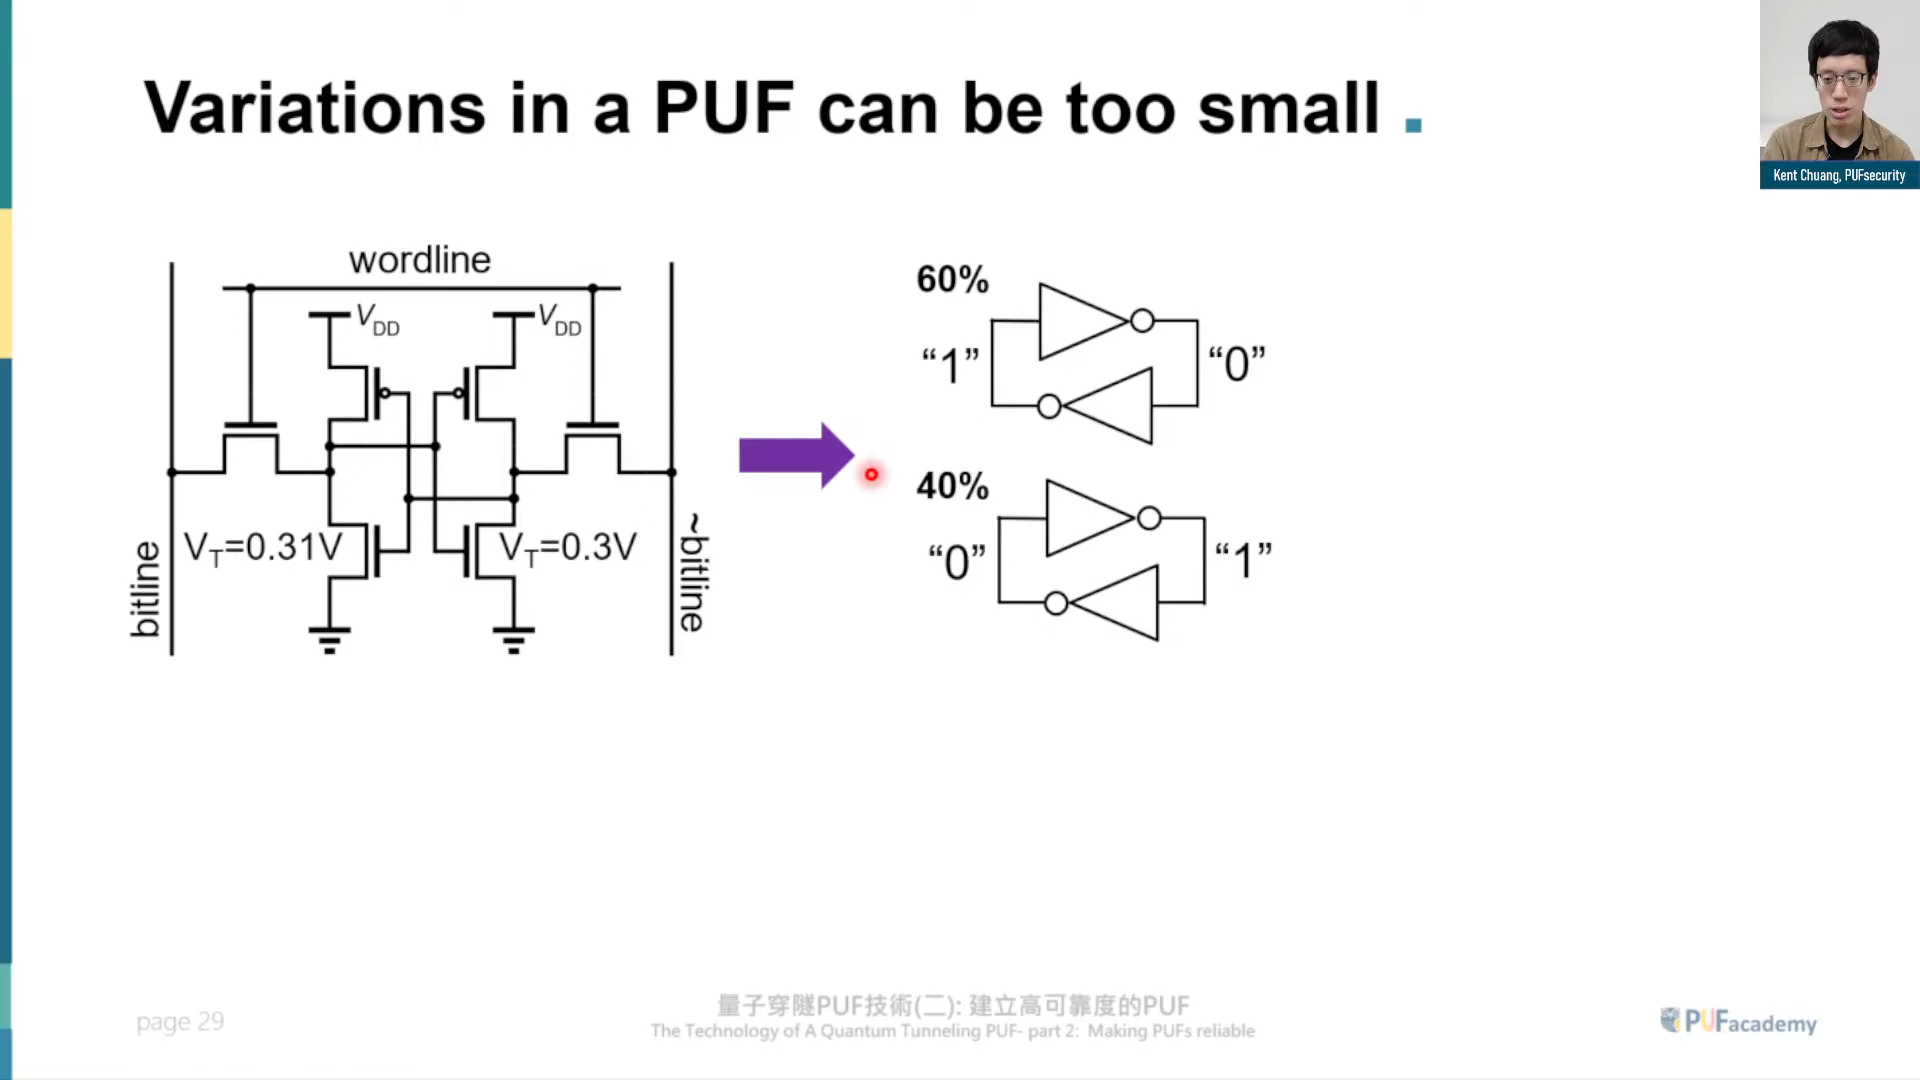 Variations in a PUF can be too small .
Kent Chuang, PUFsecurity
wordline
VDD
VDD
VT=0.31V
VT=0.3V
bitline
~bitline
60%
“1”
“0”
40%
“0”
“1”
page 29
量子穿隧PUF技術(二): 建立高可靠度的PUF
The Technology of A Quantum Tunneling PUF- part 2: Making PUFs reliable
PUFacademy